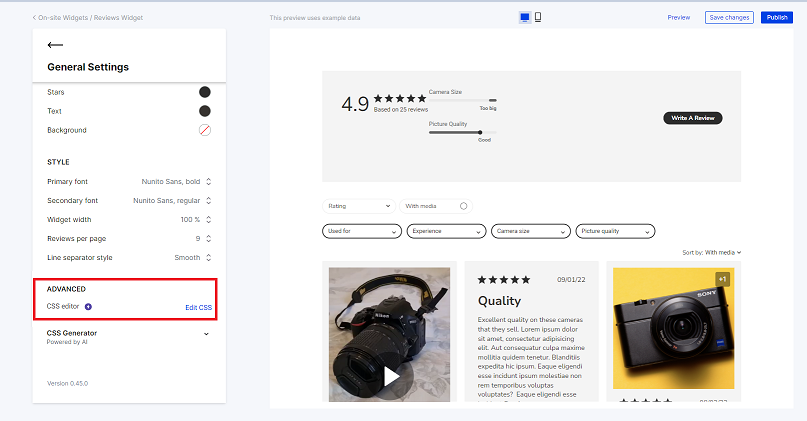 On-site Widgets / Reviews Widget
This preview uses example data
Preview
Save changes
Publish
General Settings
Stars
Text
Background
STYLE
Primary font
Nunito Sans, bold
Secondary font
Nunito Sans, regular
Widget width
100 %
Reviews per page
9
Line separator style
Smooth
ADVANCED
CSS editor
Edit CSS
CSS Generator
Powered by AI
Version 0.45.0
4.9
Based on 25 reviews
Camera Size
Too big
Picture Quality
Good
Write A Review
Rating
With media
Used for
Experience
Camera size
Picture quality
Sort by: With media
Nikon
09/01/22
Quality
Excellent quality on these cameras
that they sell. Lorem ipsum dolor
sit amet, consectetur adipiscing
elit. Aut consequatur culpa maxime
mollitia quidem tenetur. Blanditiis
expedita hic ipsum. Eaque eligendi
esse incidunt ipsum molestiae non
rem temporibus voluptas
voluptates? Eaque eligendi esse
+1
SONY